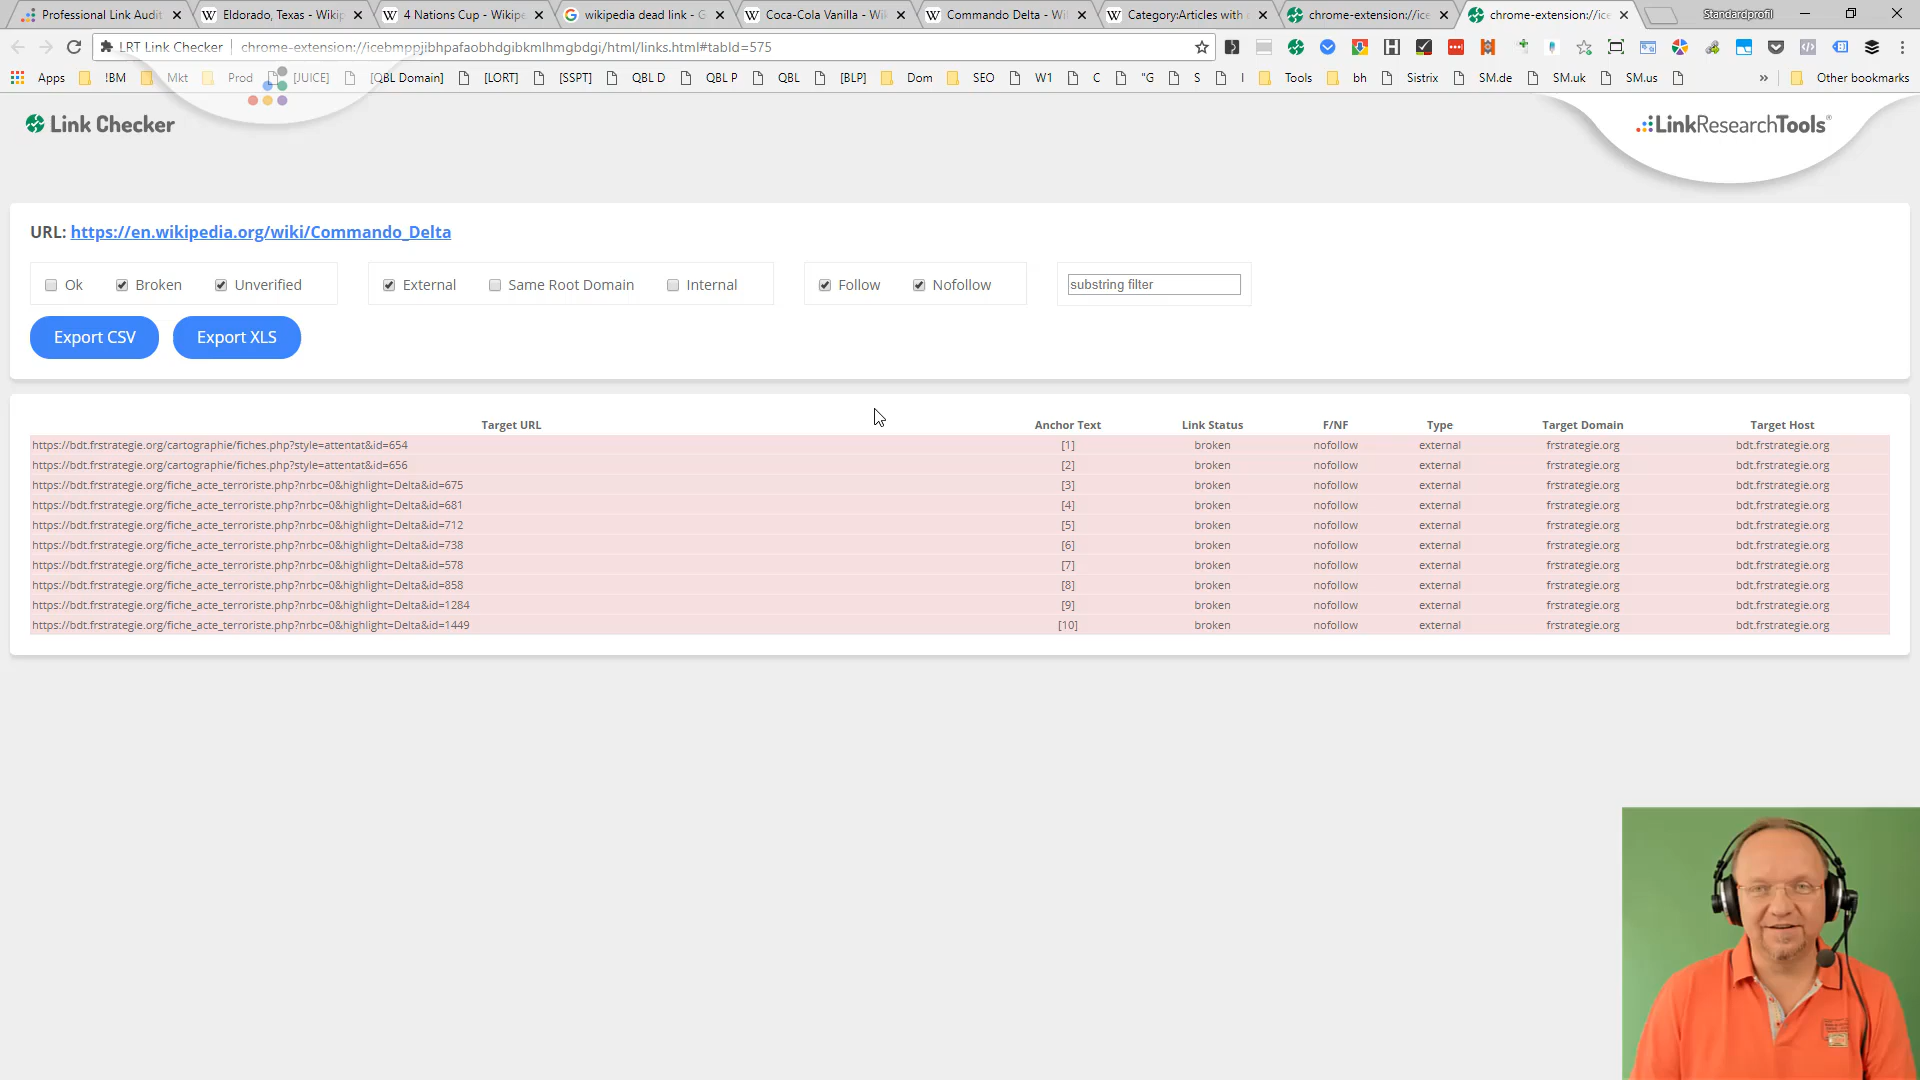 Professional Link Audit
Eldorado, Texas - Wikip
4 Nations Cup - Wikipe
wikipedia dead link - G
Coca-Cola Vanilla - Wi
Commando Delta - Wi
Category:Articles with
chrome-extension://ice
chrome-extension://ice
Standardprofil
LRT Link Checker
chrome-extension://icebmppjibhpafaobhdgibkmlhmgbdgi/html/links.html#tabId=575
Apps
!BM
Mkt
Prod
[JUICE]
[QBL Domain]
[LORT]
[SSPT]
QBL D
QBL P
QBL
[BLP]
Dom
SEO
W1
C
"G
S
I
Tools
bh
Sistrix
SM.de
SM.uk
SM.us
»
Other bookmarks
Link Checker
LinkResearchTools®
URL: https://en.wikipedia.org/wiki/Commando_Delta
Ok Broken Unverified External Same Root Domain Internal Follow Nofollow substring filter
Export CSV Export XLS
Target URL Anchor Text Link Status F/NF Type Target Domain Target Host
https://bdt.frstrategie.org/cartographie/fiches.php?style=attentat&id=654 [1] broken nofollow external frstrategie.org bdt.frstrategie.org
https://bdt.frstrategie.org/cartographie/fiches.php?style=attentat&id=656 [2] broken nofollow external frstrategie.org bdt.frstrategie.org
https://bdt.frstrategie.org/fiche_acte_terroriste.php?nrbc=0&highlight=Delta&id=675 [3] broken nofollow external frstrategie.org bdt.frstrategie.org
https://bdt.frstrategie.org/fiche_acte_terroriste.php?nrbc=0&highlight=Delta&id=681 [4] broken nofollow external frstrategie.org bdt.frstrategie.org
https://bdt.frstrategie.org/fiche_acte_terroriste.php?nrbc=0&highlight=Delta&id=712 [5] broken nofollow external frstrategie.org bdt.frstrategie.org
https://bdt.frstrategie.org/fiche_acte_terroriste.php?nrbc=0&highlight=Delta&id=738 [6] broken nofollow external frstrategie.org bdt.frstrategie.org
https://bdt.frstrategie.org/fiche_acte_terroriste.php?nrbc=0&highlight=Delta&id=578 [7] broken nofollow external frstrategie.org bdt.frstrategie.org
https://bdt.frstrategie.org/fiche_acte_terroriste.php?nrbc=0&highlight=Delta&id=858 [8] broken nofollow external frstrategie.org bdt.frstrategie.org
https://bdt.frstrategie.org/fiche_acte_terroriste.php?nrbc=0&highlight=Delta&id=1284 [9] broken nofollow external frstrategie.org bdt.frstrategie.org
https://bdt.frstrategie.org/fiche_acte_terroriste.php?nrbc=0&highlight=Delta&id=1449 [10] broken nofollow external frstrategie.org bdt.frstrategie.org